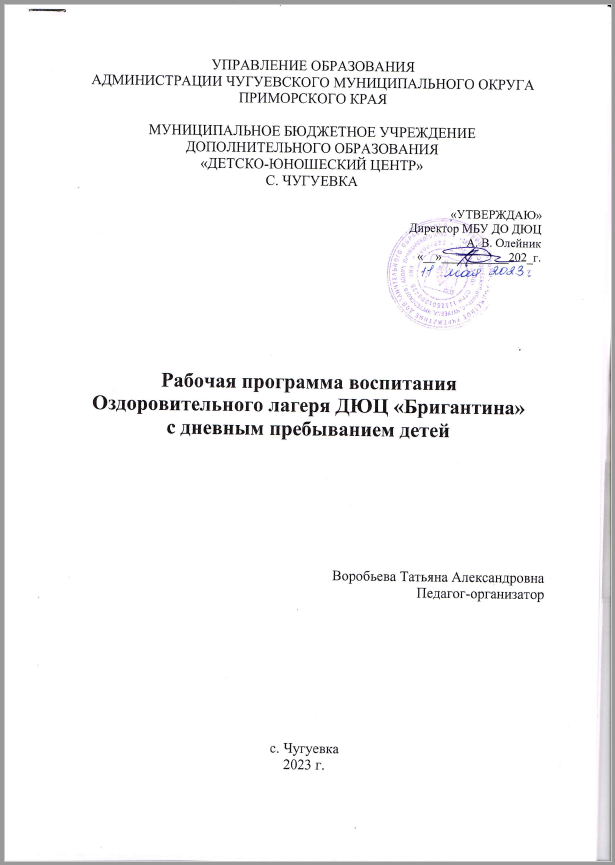 УПРАВЛЕНИЕ ОБРАЗОВАНИЯ
АДМИНИСТРАЦИИ ЧУГУЕВСКОГО МУНИЦИПАЛЬНОГО ОКРУГА
ПРИМОРСКОГО КРАЯ
МУНИЦИПАЛЬНОЕ БЮДЖЕТНОЕ УЧРЕЖДЕНИЕ
ДОПОЛНИТЕЛЬНОГО ОБРАЗОВАНИЯ
«ДЕТСКО-ЮНОШЕСКИЙ ЦЕНТР»
С. ЧУГУЕВКА
«УТВЕРЖДАЮ»
Директор МБУ ДО ДЮЦ
А. В. Олейник
«__»____________202_г.
11 мая 2023 г
Рабочая программа воспитания
Оздоровительного лагеря ДЮЦ «Бригантина»
с дневным пребыванием детей
Воробьева Татьяна Александровна
Педагог-организатор
с. Чугуевка
2023 г.